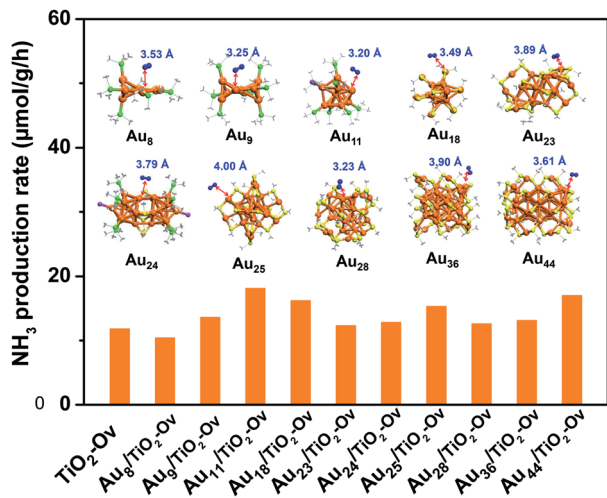 NH₃ production rate (µmol/g/h)
60
40
20
0
0
3.53 Å
3.25 Å
3.20 Å
3.49 Å
3.89 Å
Au₈
Au₉
Au₁₁
Au₁₈
Au₂₃
3.79 Å
4.00 Å
3.23 Å
3.90 Å
3.61 Å
Au₂₄
Au₂₅
Au₂₈
Au₃₆
Au₄₄
TiO₂-Ov
Au₈/TiO₂-Ov
Au₉/TiO₂-Ov
Au₁₁/TiO₂-Ov
Au₁₈/TiO₂-Ov
Au₂₃/TiO₂-Ov
Au₂₄/TiO₂-Ov
Au₂₅/TiO₂-Ov
Au₂₈/TiO₂-Ov
Au₃₆/TiO₂-Ov
Au₄₄/TiO₂-Ov